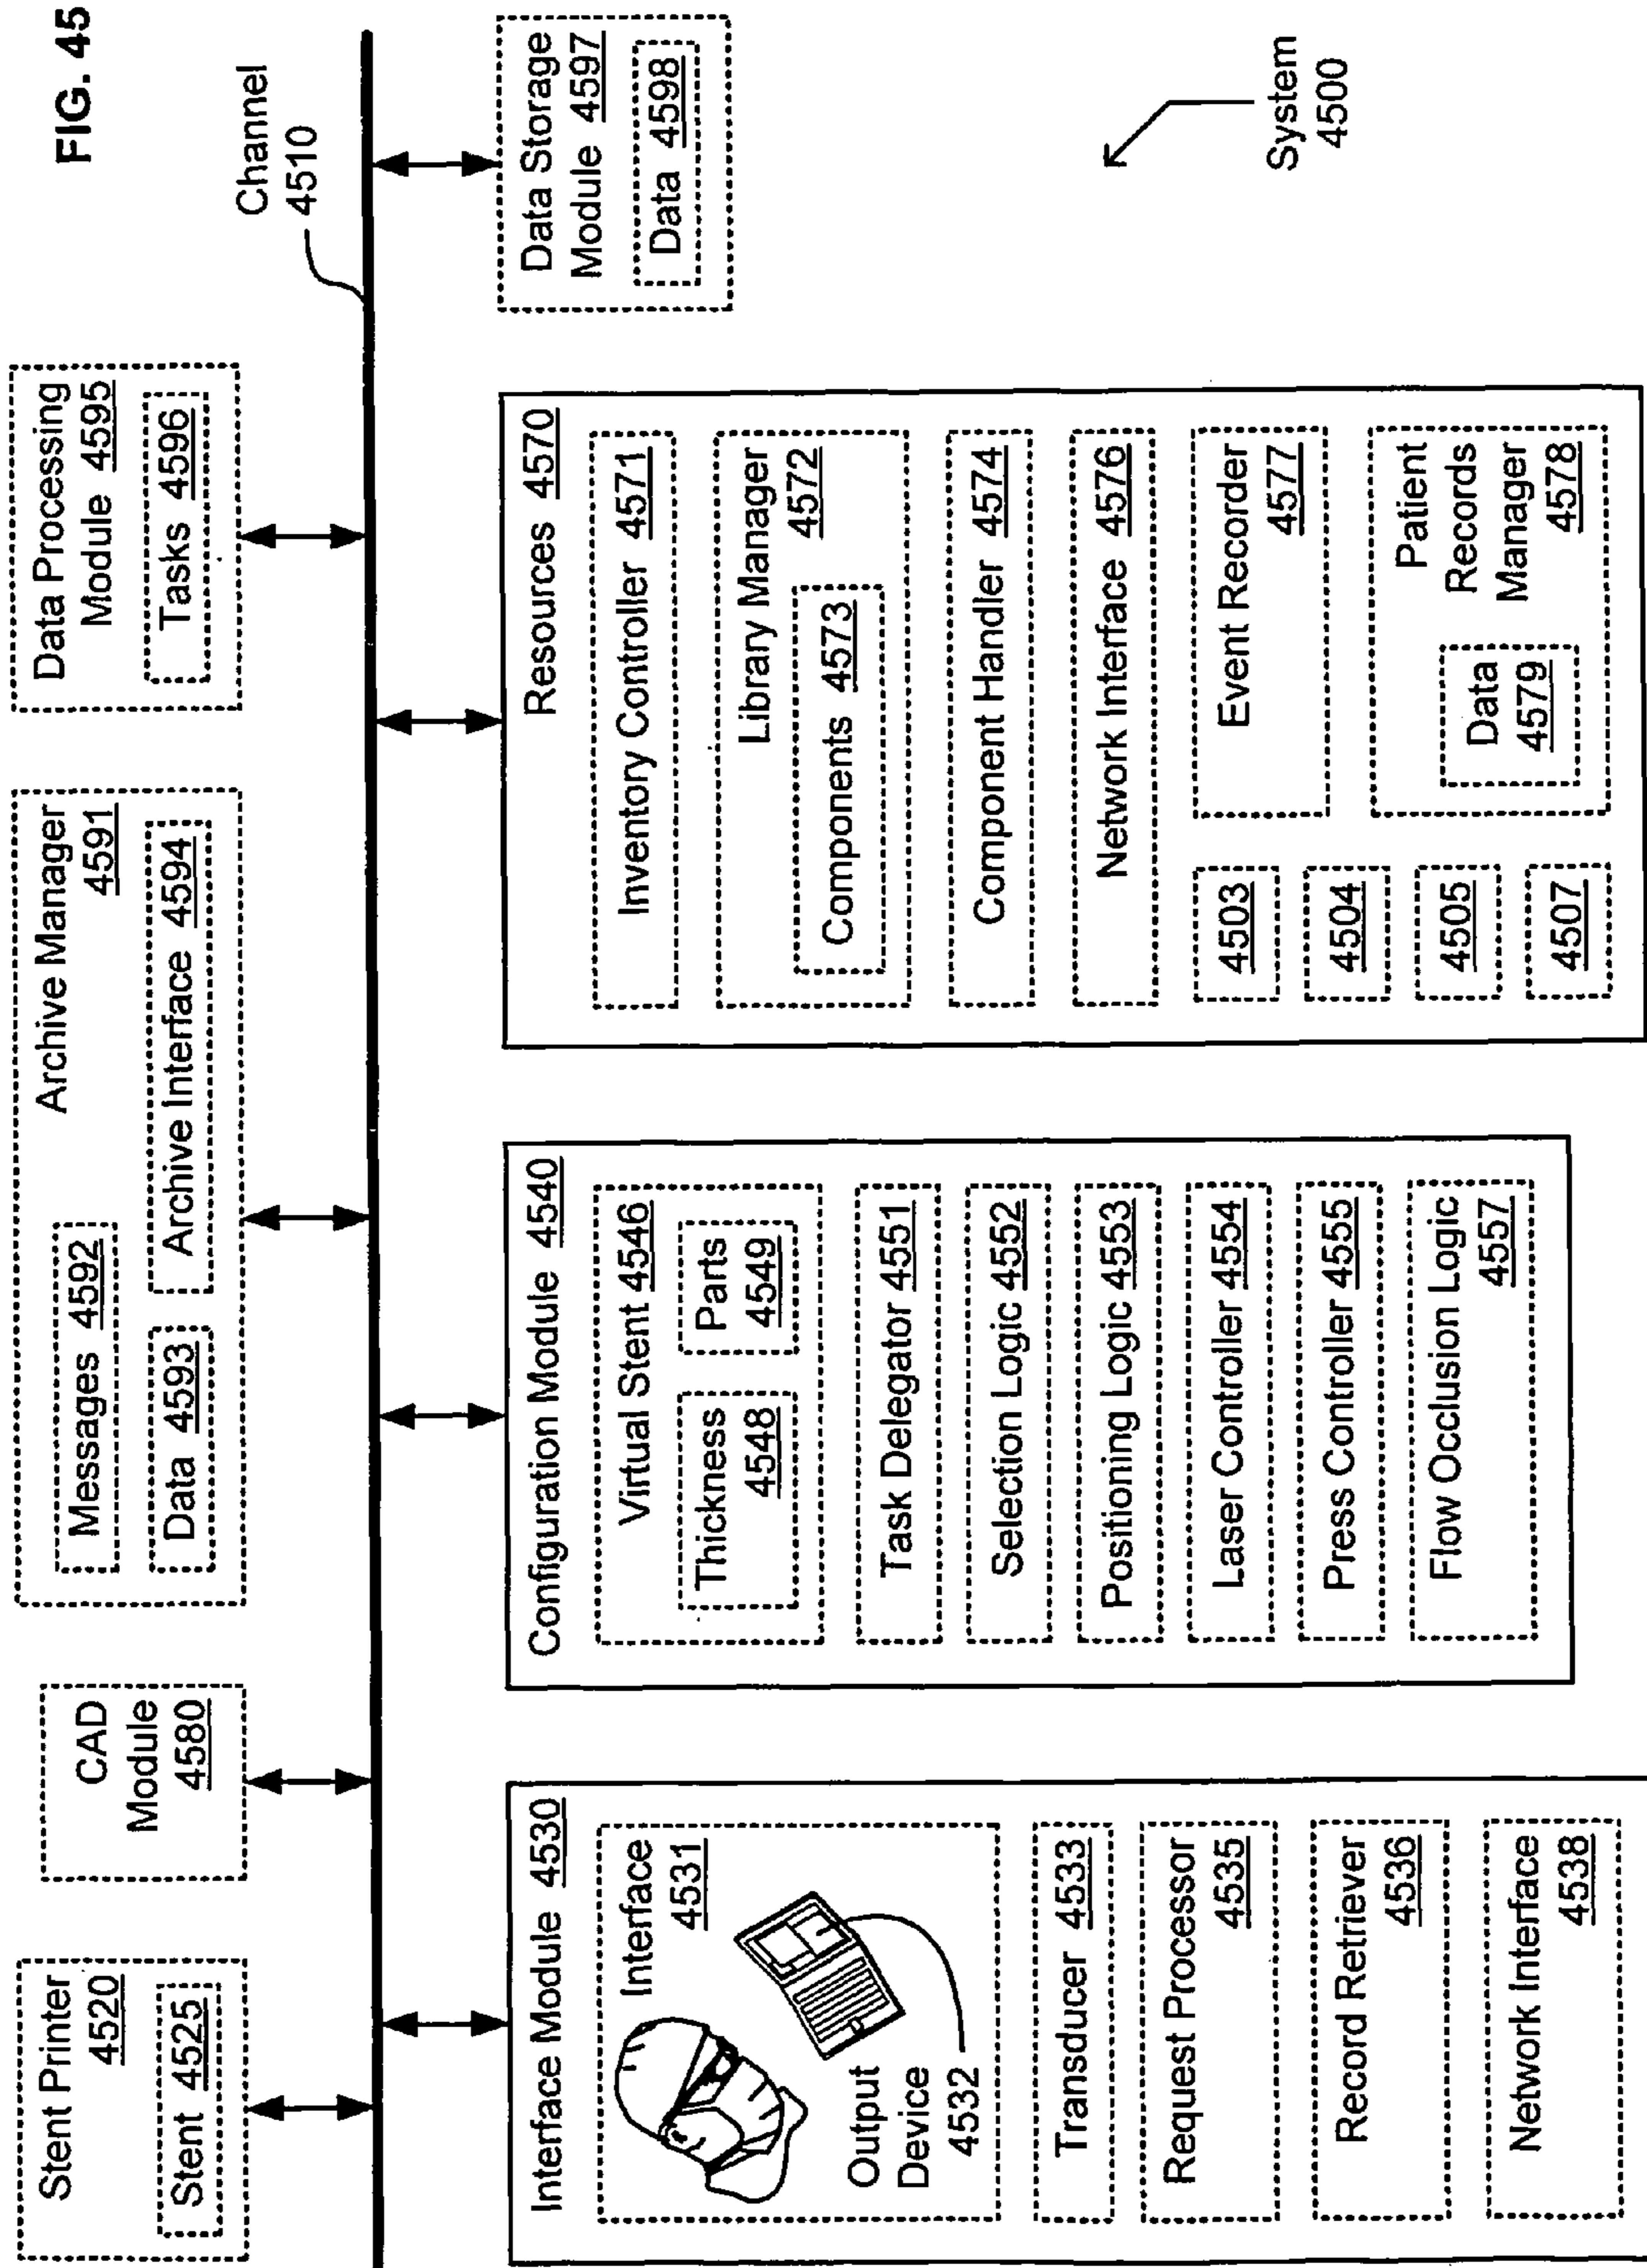 FIG. 45
Stent Printer
4520
Stent 4525
CAD
Module
4580
Archive Manager
4591
Messages 4592
Data 4593
Archive Interface 4594
Data Processing
Module 4595
Tasks 4596
Channel
4510
Interface Module 4530
Interface
4531
Output
Device
4532
Transducer 4533
Request Processor
4535
Record Retriever
4536
Network Interface
4538
Configuration Module 4540
Virtual Stent 4546
Thickness
4548
Parts
4549
Task Delegator 4551
Selection Logic 4552
Positioning Logic 4553
Laser Controller 4554
Press Controller 4555
Flow Occlusion Logic
4557
Resources 4570
Inventory Controller 4571
Library Manager
4572
Components 4573
Component Handler 4574
Network Interface 4576
4503
4504
4505
4507
Event Recorder
4577
Patient
Records
Manager
4578
Data
4579
Data Storage
Module 4597
Data 4598
System
4500